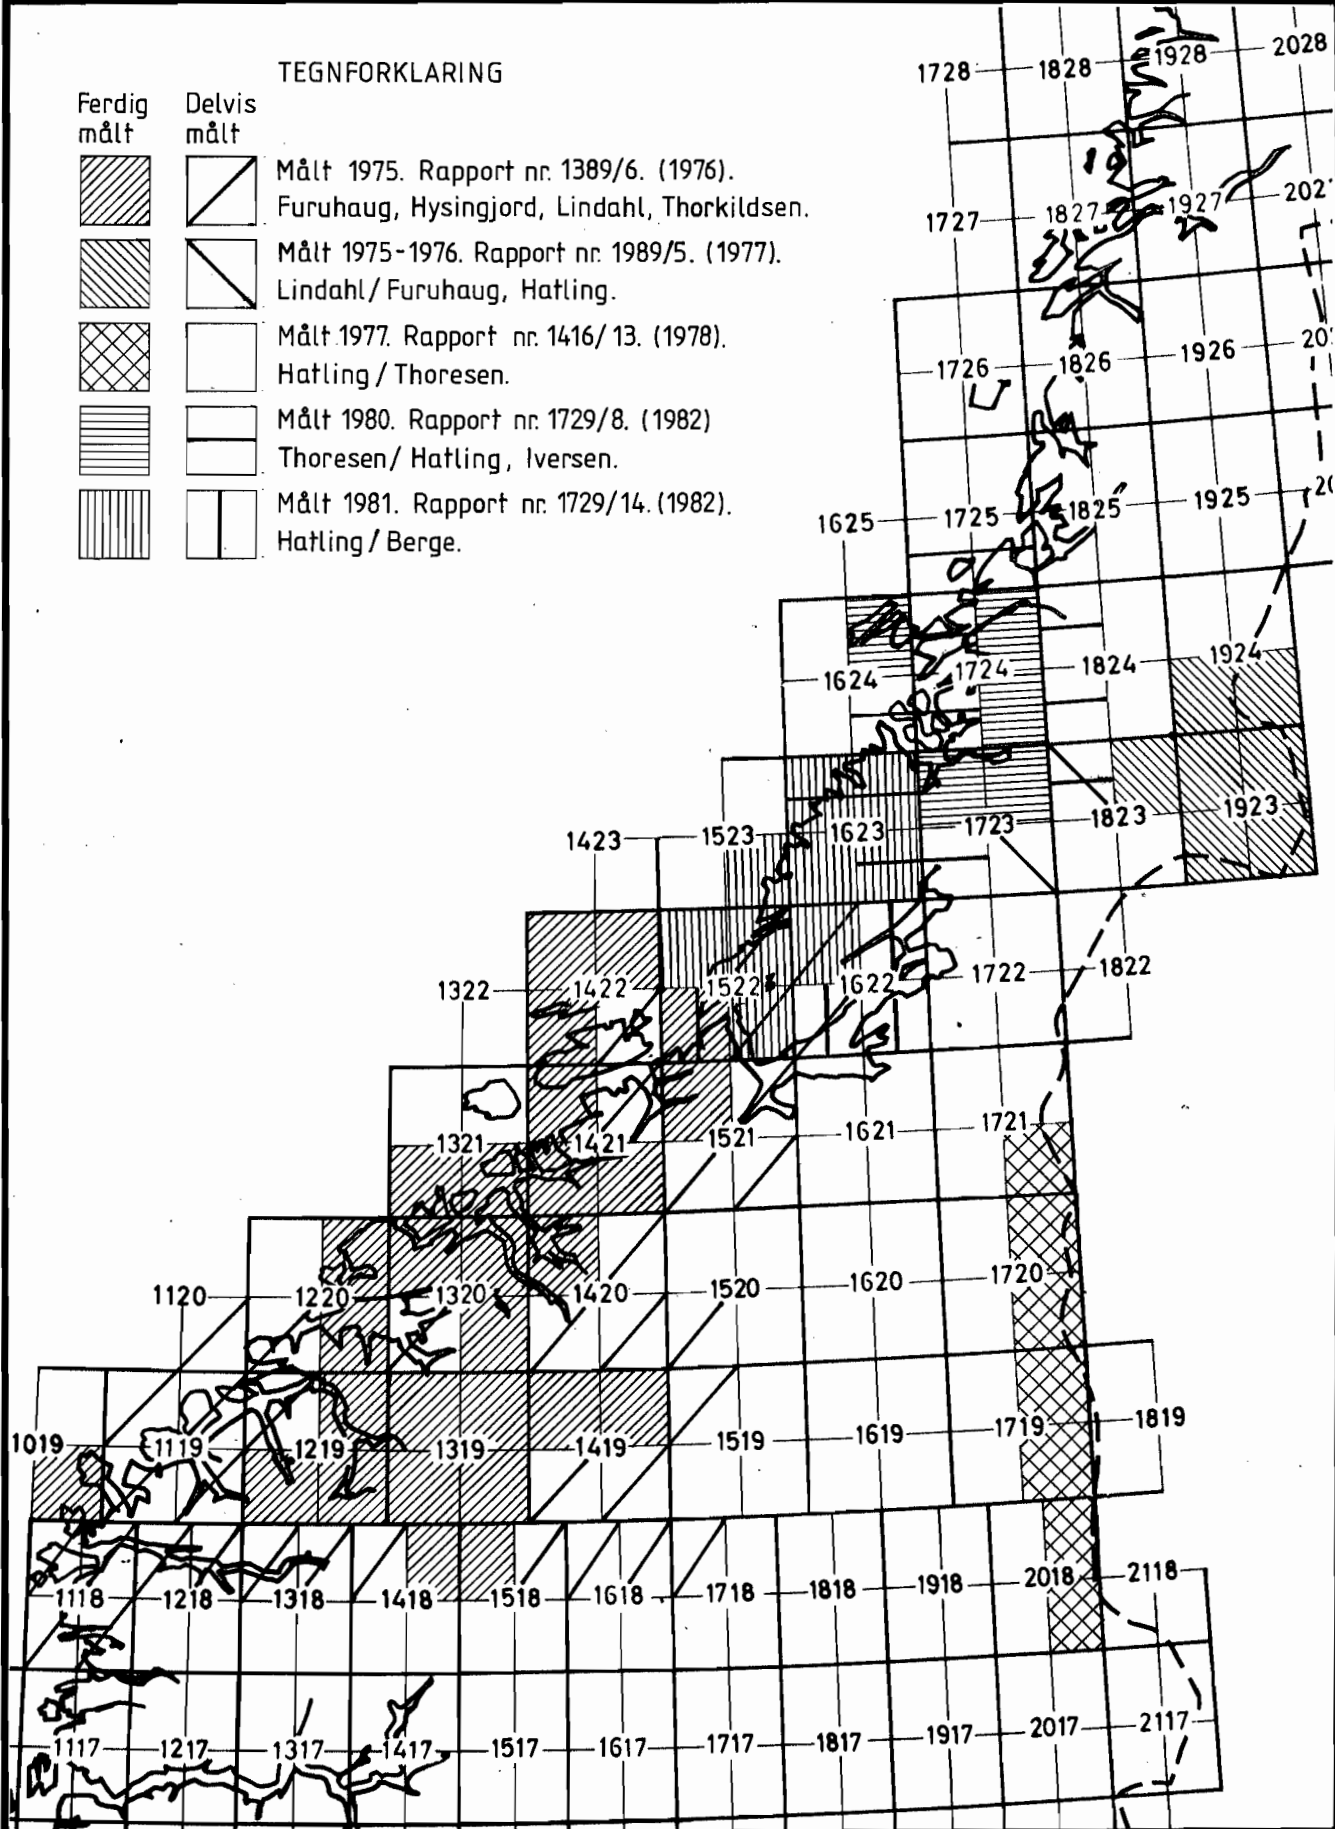 TEGNFORKLARING
Ferdig målt
Delvis målt
Målt 1975. Rapport nr. 1389/6. (1976).
Furuhaug, Hysingjord, Lindahl, Thorkildsen.
Målt 1975-1976. Rapport nr. 1989/5. (1977).
Lindahl/Furuhaug, Hatling.
Målt 1977. Rapport nr. 1416/13. (1978).
Hatling/Thoresen.
Målt 1980. Rapport nr. 1729/8. (1982)
Thoresen/Hatling, Iversen.
Målt 1981. Rapport nr. 1729/14. (1982).
Hatling/Berge.
1728 1828 1928 2028
1727 1827 1927 202
1726 1826 1926 20
1625 1725 1825 1925 20
1624 1724 1824 1924
1423 1523 1623 1723 1823 1923
1322 1422 1522 1622 1722 1822
1321 1421 1521 1621 1721
1120 1220 1320 1420 1520 1620 1720
1019 1119 1219 1319 1419 1519 1619 1719 1819
1118 1218 1318 1418 1518 1618 1718 1818 1918 2018 2118
1117 1217 1317 1417 1517 1617 1717 1817 1917 2017 2117